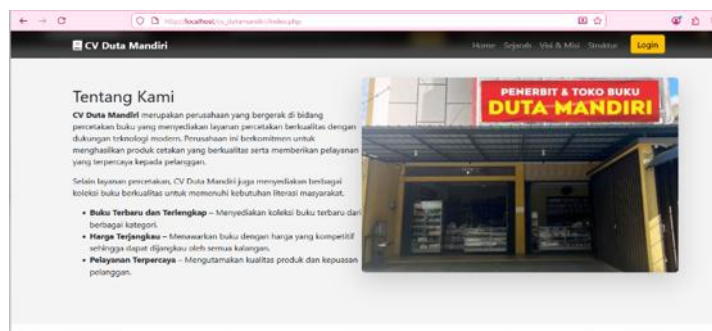 http://localhost/cv_dutamandiri/index.php
CV Duta Mandiri
Home Sejarah Visi & Misi Struktur Login
Tentang Kami
CV Duta Mandiri merupakan perusahaan yang bergerak di bidang
percetakan buku yang menyediakan layanan percetakan berkualitas dengan
dukungan teknologi modern. Perusahaan ini berkomitmen untuk
menghasilkan produk cetakan yang berkualitas serta memberikan pelayanan
yang terpercaya kepada pelanggan.
Selain layanan percetakan, CV Duta Mandiri juga menyediakan berbagai
koleksi buku berkualitas untuk memenuhi kebutuhan literasi masyarakat.
• Buku Terbaru dan Terlengkap – Menyediakan koleksi buku terbaru dari
berbagai kategori.
• Harga Terjangkau – Menawarkan buku dengan harga yang kompetitif
sehingga dapat dijangkau oleh semua kalangan.
• Pelayanan Terpercaya – Mengutamakan kualitas produk dan kepuasan
pelanggan.
PENERBIT & TOKO BUKU
DUTA MANDIRI